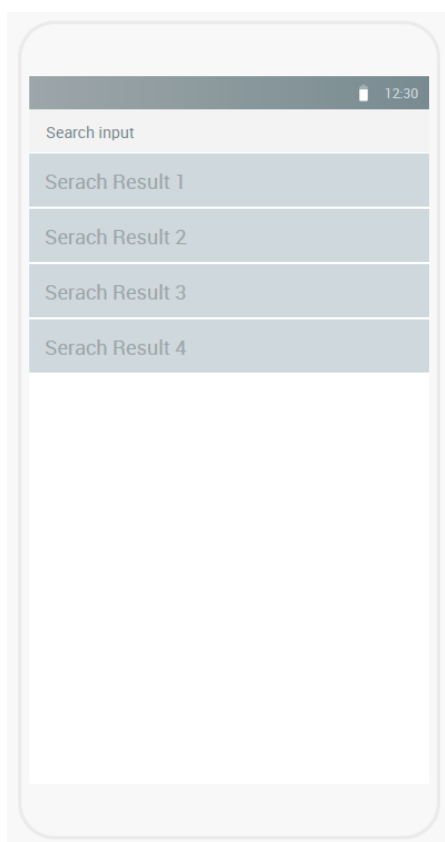 12:30
Search input
Serach Result 1
Serach Result 2
Serach Result 3
Serach Result 4